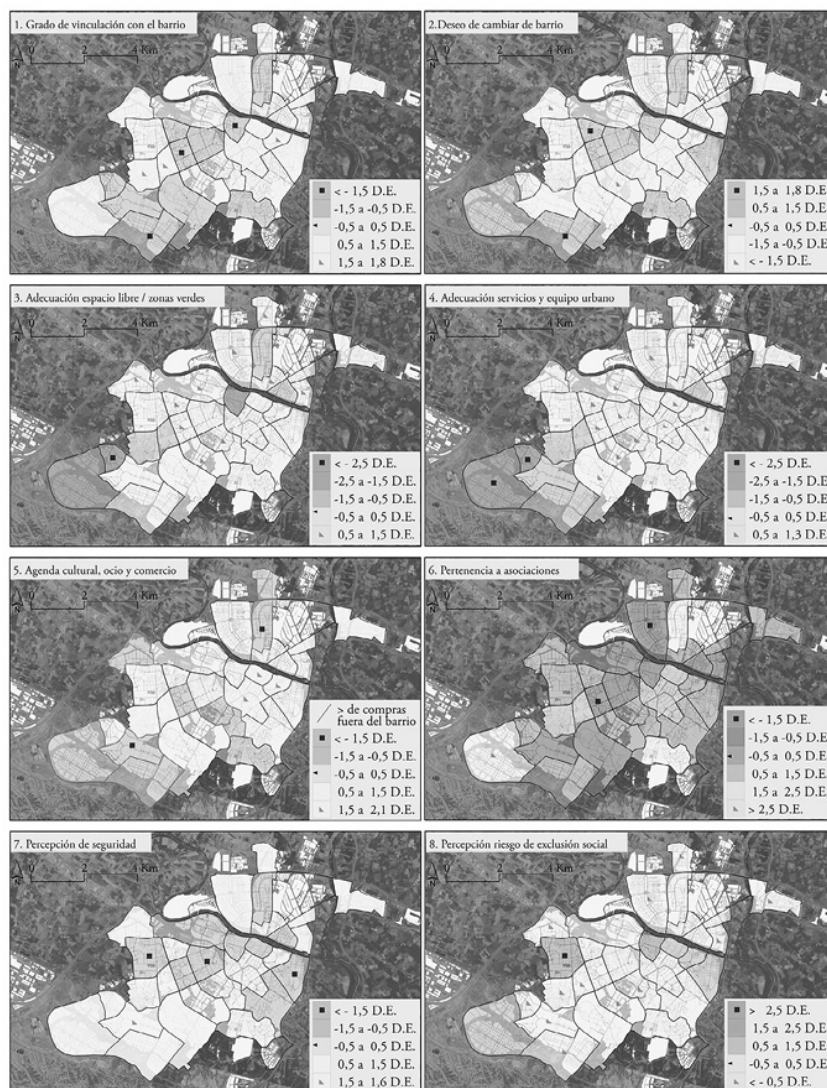 1. Grado de vinculación con el barrio
0 2 4 Km
N
< - 1,5 D.E.
-1,5 a -0,5 D.E.
-0,5 a 0,5 D.E.
0,5 a 1,5 D.E.
1,5 a 1,8 D.E.
2.Deseo de cambiar de barrio
0 2 4 Km
N
1,5 a 1,8 D.E
0,5 a 1,5 D.E
-0,5 a 0,5 D.E
-1,5 a -0,5 D.E
< - 1,5 D.E.
3. Adecuación espacio libre / zonas verdes
0 2 4 Km
N
< - 2,5 D.E.
-2,5 a -1,5 D.E.
-1,5 a -0,5 D.E.
-0,5 a 0,5 D.E.
0,5 a 1,5 D.E.
4. Adecuación servicios y equipo urbano
0 2 4 Km
N
< - 2,5 D.E.
-2,5 a -1,5 D.E.
-1,5 a -0,5 D.E.
-0,5 a 0,5 D.E.
0,5 a 1,3 D.E.
5. Agenda cultural, ocio y comercio
0 2 4 Km
N
> de compras
fuera del barrio
< - 1,5 D.E.
-1,5 a -0,5 D.E.
-0,5 a 0,5 D.E.
0,5 a 1,5 D.E.
1,5 a 2,1 D.E.
6. Pertenencia a asociaciones
0 2 4 Km
N
< - 1,5 D.E.
-1,5 a -0,5 D.E.
-0,5 a 0,5 D.E.
0,5 a 1,5 D.E.
1,5 a 2,5 D.E.
> 2,5 D.E.
7. Percepción de seguridad
0 2 4 Km
N
< - 1,5 D.E.
-1,5 a -0,5 D.E.
-0,5 a 0,5 D.E.
0,5 a 1,5 D.E.
1,5 a 1,6 D.E.
8. Percepción riesgo de exclusión social
0 2 4 Km
N
> 2,5 D.E.
1,5 a 2,5 D.E.
0,5 a 1,5 D.E.
-0,5 a 0,5 D.E.
< - 0,5 D.E.